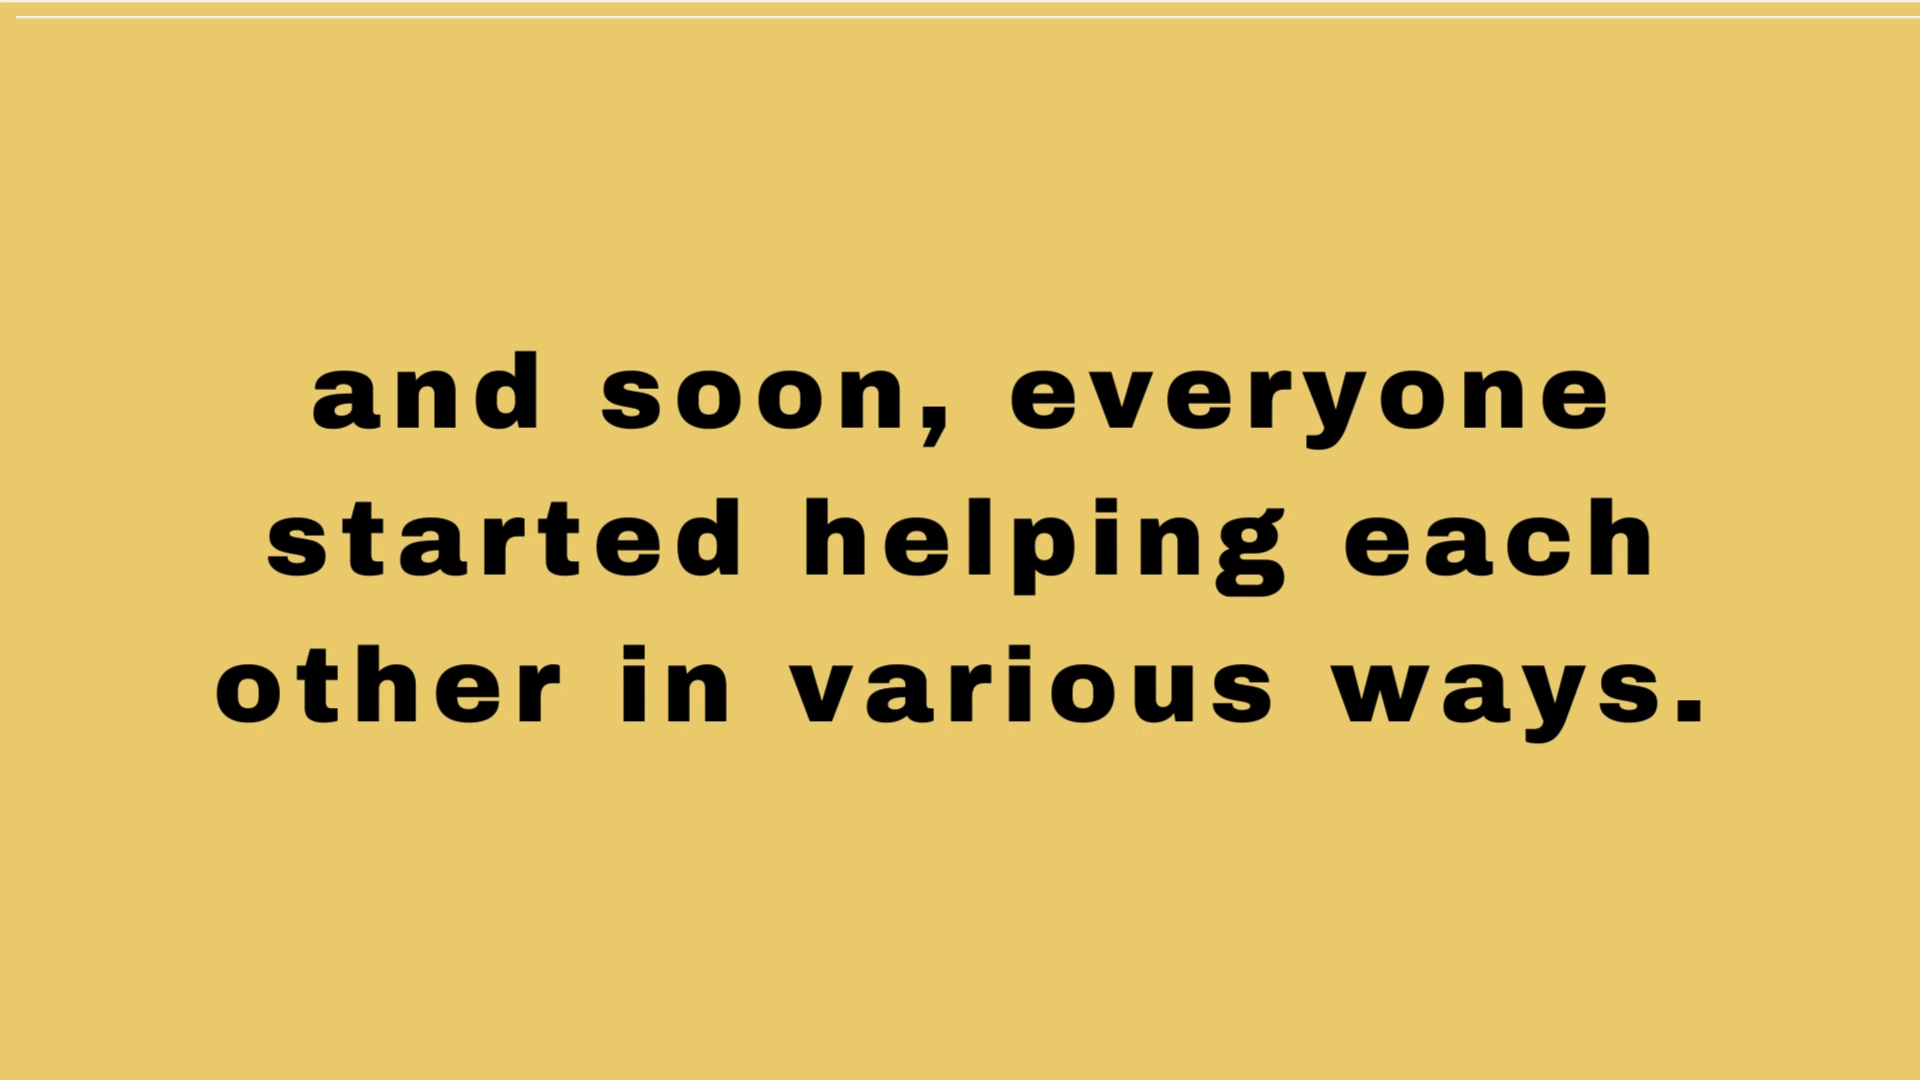 and soon, everyone
started helping each
other in various ways.